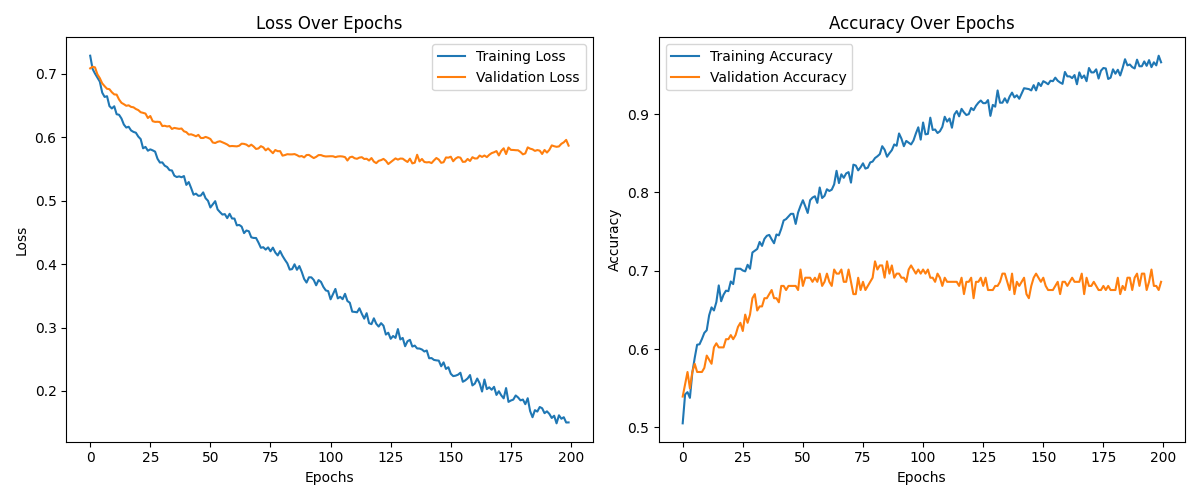 Loss Over Epochs
Training Loss
Validation Loss
0.7
0.6
0.5
0.4
0.3
0.2
Loss
0 25 50 75 100 125 150 175 200
Epochs
Accuracy Over Epochs
Training Accuracy
Validation Accuracy
0.9
0.8
0.7
0.6
0.5
Accuracy
0 25 50 75 100 125 150 175 200
Epochs